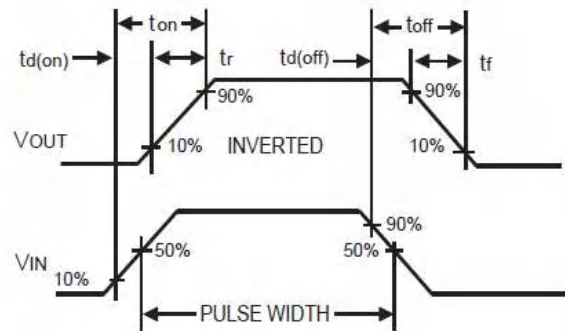 ton
toff
td(on)
tr
td(off)
tf
90%
90%
VOUT
10%
INVERTED
10%
90%
VIN
50%
50%
10%
PULSE WIDTH